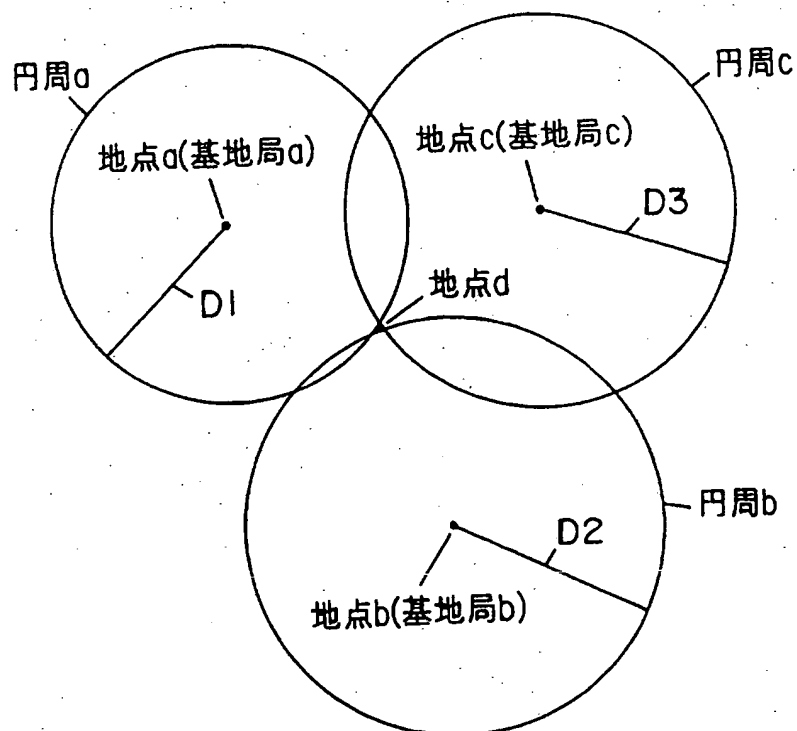 円周a
円周c
地点a(基地局a)
地点c(基地局c)
D3
D1
地点d
円周b
D2
地点b(基地局b)